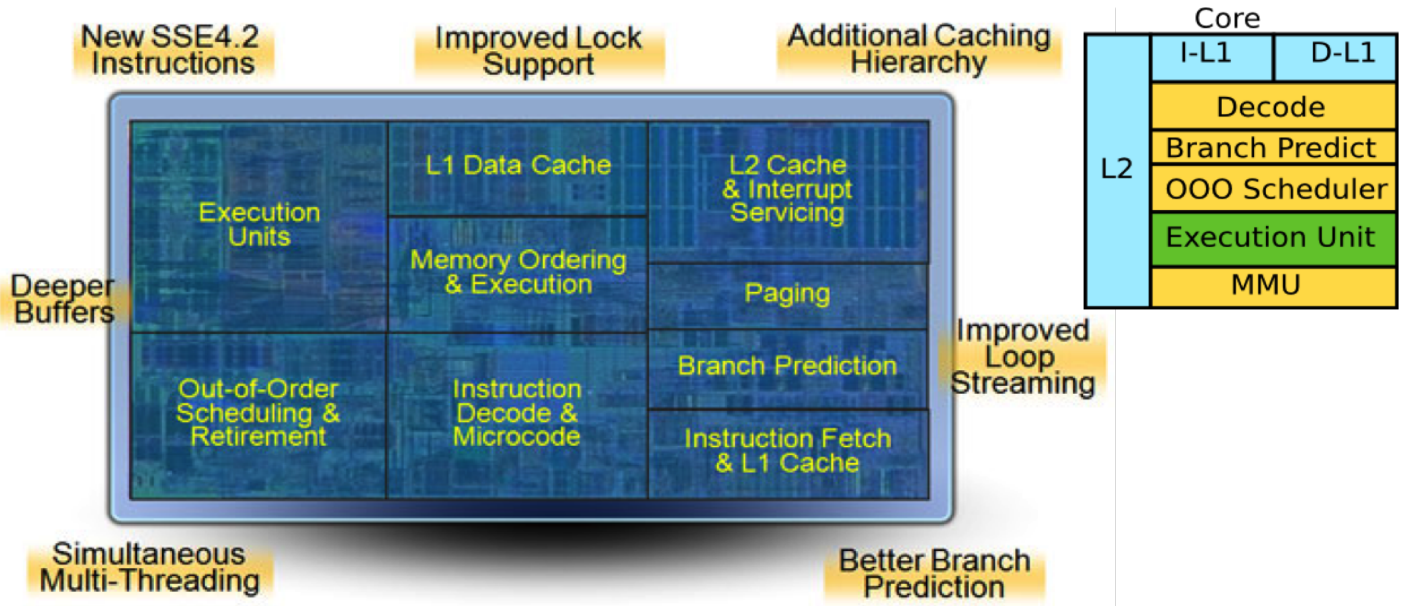 New SSE4.2
Instructions
Improved Lock
Support
Additional Caching
Hierarchy
Deeper
Buffers
Execution
Units
L1 Data Cache
Memory Ordering
& Execution
L2 Cache
& Interrupt
Servicing
Paging
Branch Prediction
Out-of-Order
Scheduling &
Retirement
Instruction
Decode &
Microcode
Instruction Fetch
& L1 Cache
Improved
Loop
Streaming
Simultaneous
Multi-Threading
Better Branch
Prediction
Core
L2
I-L1
D-L1
Decode
Branch Predict
OOO Scheduler
Execution Unit
MMU